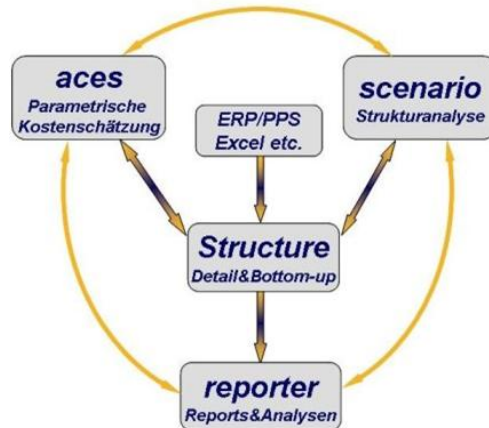 aces
Parametrische
Kostenschätzung
scenario
Strukturanalyse
ERP/PPS
Excel etc.
Structure
Detail&Bottom-up
reporter
Reports&Analysen